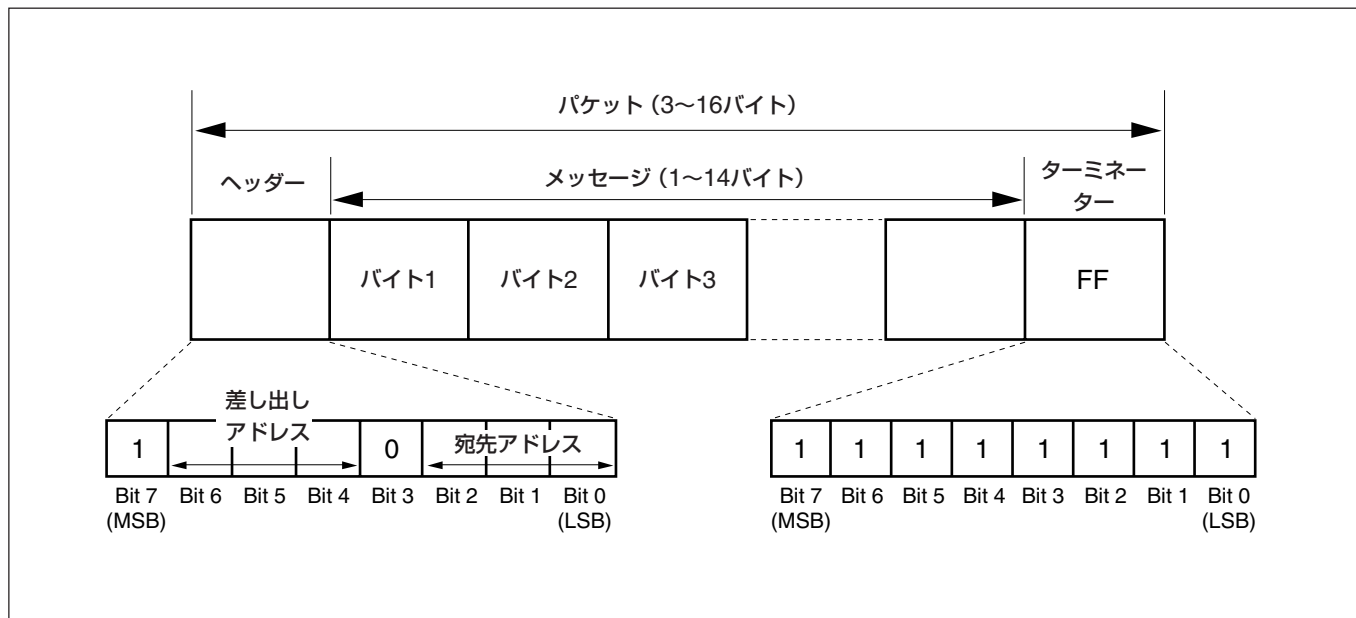 パケット（3～16バイト）
ヘッダー
メッセージ（1～14バイト）
ターミネー
ター
バイト1
バイト2
バイト3
FF
差し出し
アドレス
1
0
宛先アドレス
1 1 1 1 1 1 1 1
Bit 7 Bit 6 Bit 5 Bit 4 Bit 3 Bit 2 Bit 1 Bit 0
(MSB) (LSB)
Bit 7 Bit 6 Bit 5 Bit 4 Bit 3 Bit 2 Bit 1 Bit 0
(MSB) (LSB)